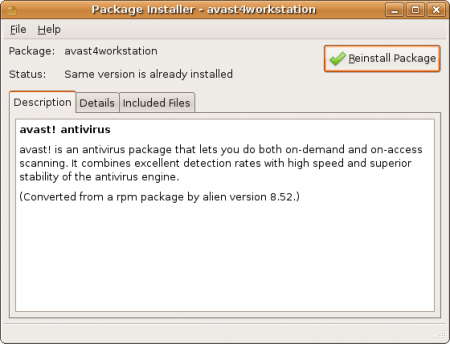 Package Installer - avast4workstation
File Help
Package: avast4workstation
Reinstall Package
Status: Same version is already installed
Description Details Included Files
avast! antivirus
avast! is an antivirus package that lets you do both on-demand and on-access
scanning. It combines excellent detection rates with high speed and superior
stability of the antivirus engine.
(Converted from a rpm package by alien version 8.52.)